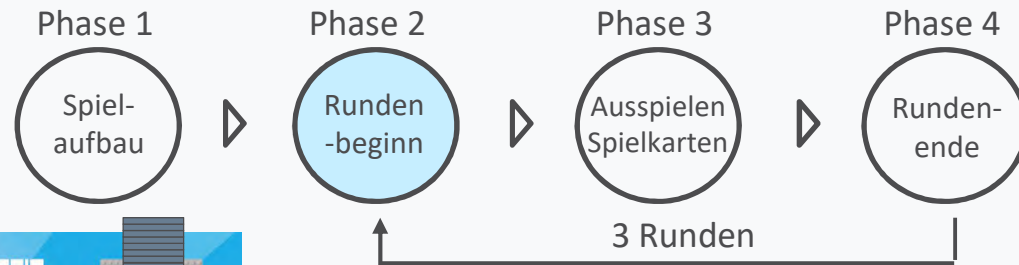 Phase 1
Phase 2
Phase 3
Phase 4
Spiel-
aufbau
Runden
-beginn
Ausspielen
Spielkarten
Runden-
ende
3 Runden